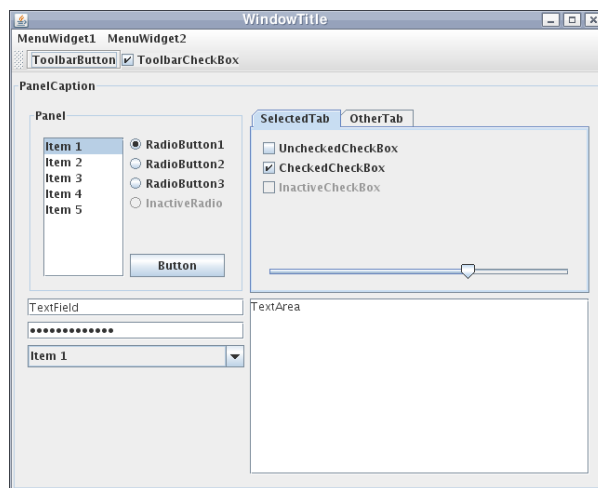 WindowTitle
MenuWidget1 MenuWidget2
ToolbarButton ToolbarCheckBox
PanelCaption
Panel
Item 1
Item 2
Item 3
Item 4
Item 5
RadioButton1
RadioButton2
RadioButton3
InactiveRadio
Button
SelectedTab OtherTab
UncheckedCheckBox
CheckedCheckBox
InactiveCheckBox
TextField
•••••••••••••
Item 1
TextArea